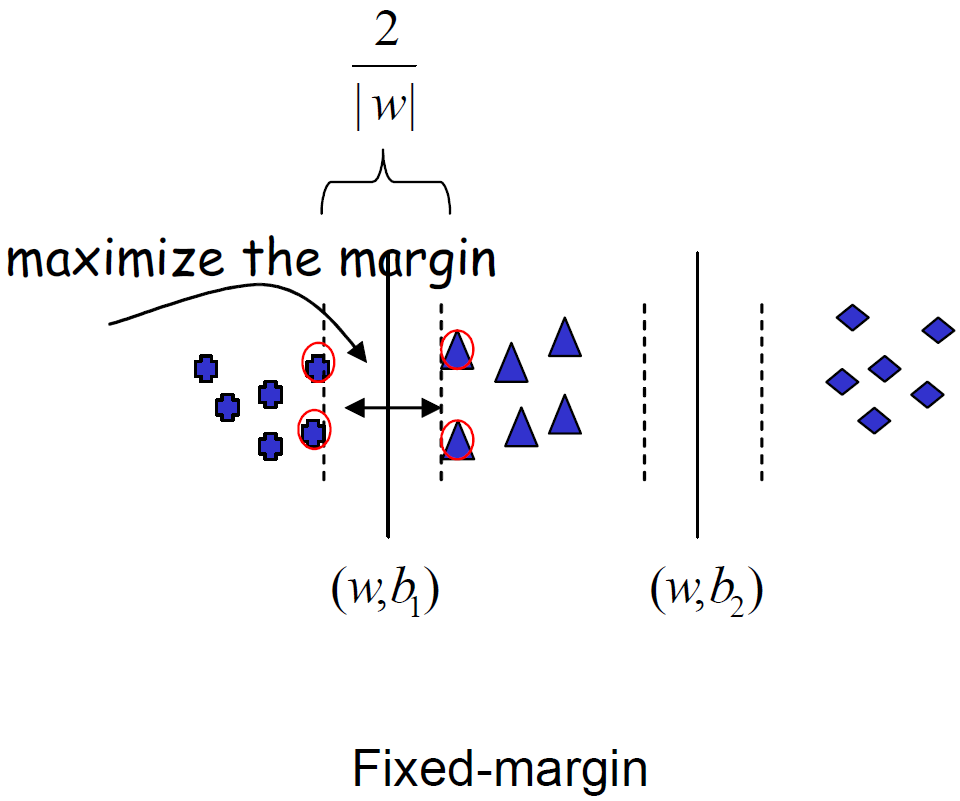 2
|w|
maximize the margin
(w,b₁)
(w,b₂)
Fixed-margin